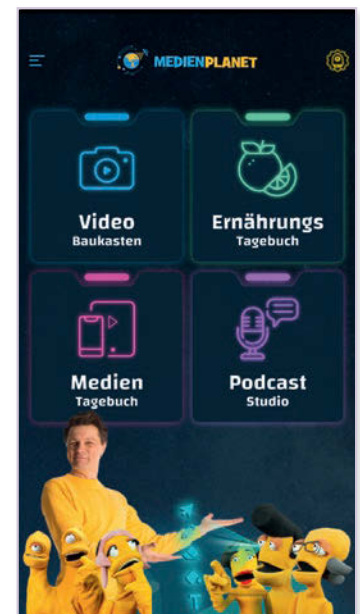 MEDIENPLANET
Video
Baukasten
Ernährungs
Tagebuch
Medien
Tagebuch
Podcast
Studio